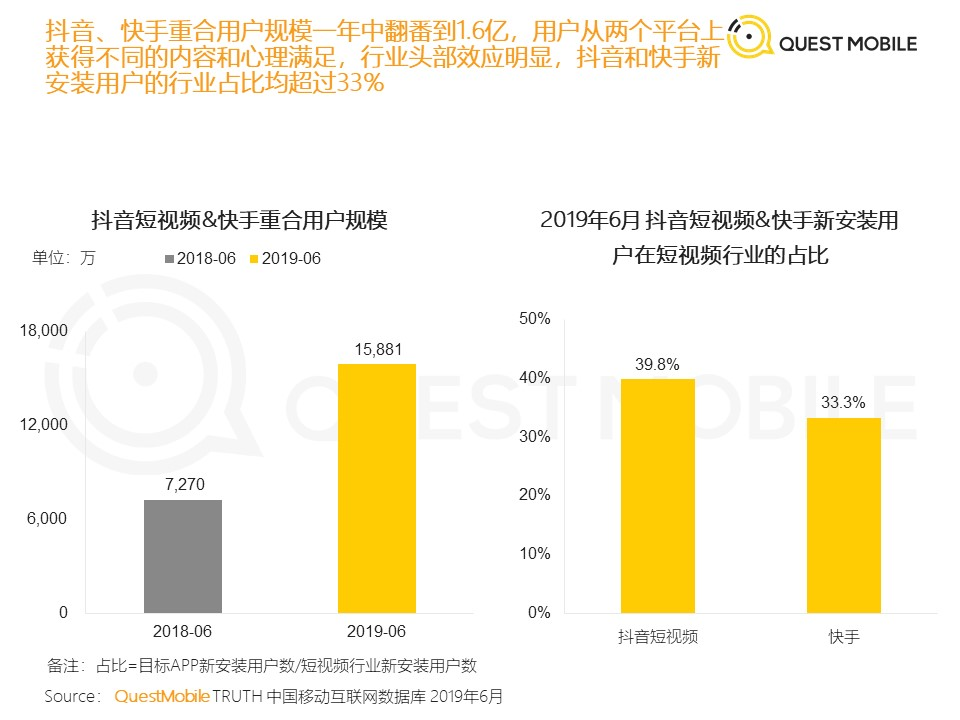 抖音、快手重合用户规模一年中翻番到1.6亿，用户从两个平台上
获得不同的内容和心理满足，行业头部效应明显，抖音和快手新
安装用户的行业占比均超过33%
QUEST MOBILE
抖音短视频&快手重合用户规模
单位：万
2018-06 2019-06
18,000
12,000
6,000
0
7,270
15,881
2018-06 2019-06
2019年6月 抖音短视频&快手新安装用
户在短视频行业的占比
50%
40%
30%
20%
10%
0%
39.8%
33.3%
抖音短视频 快手
QUEST MOBILE
备注：占比=目标APP新安装用户数/短视频行业新安装用户数
Source： QuestMobile TRUTH 中国移动互联网数据库 2019年6月